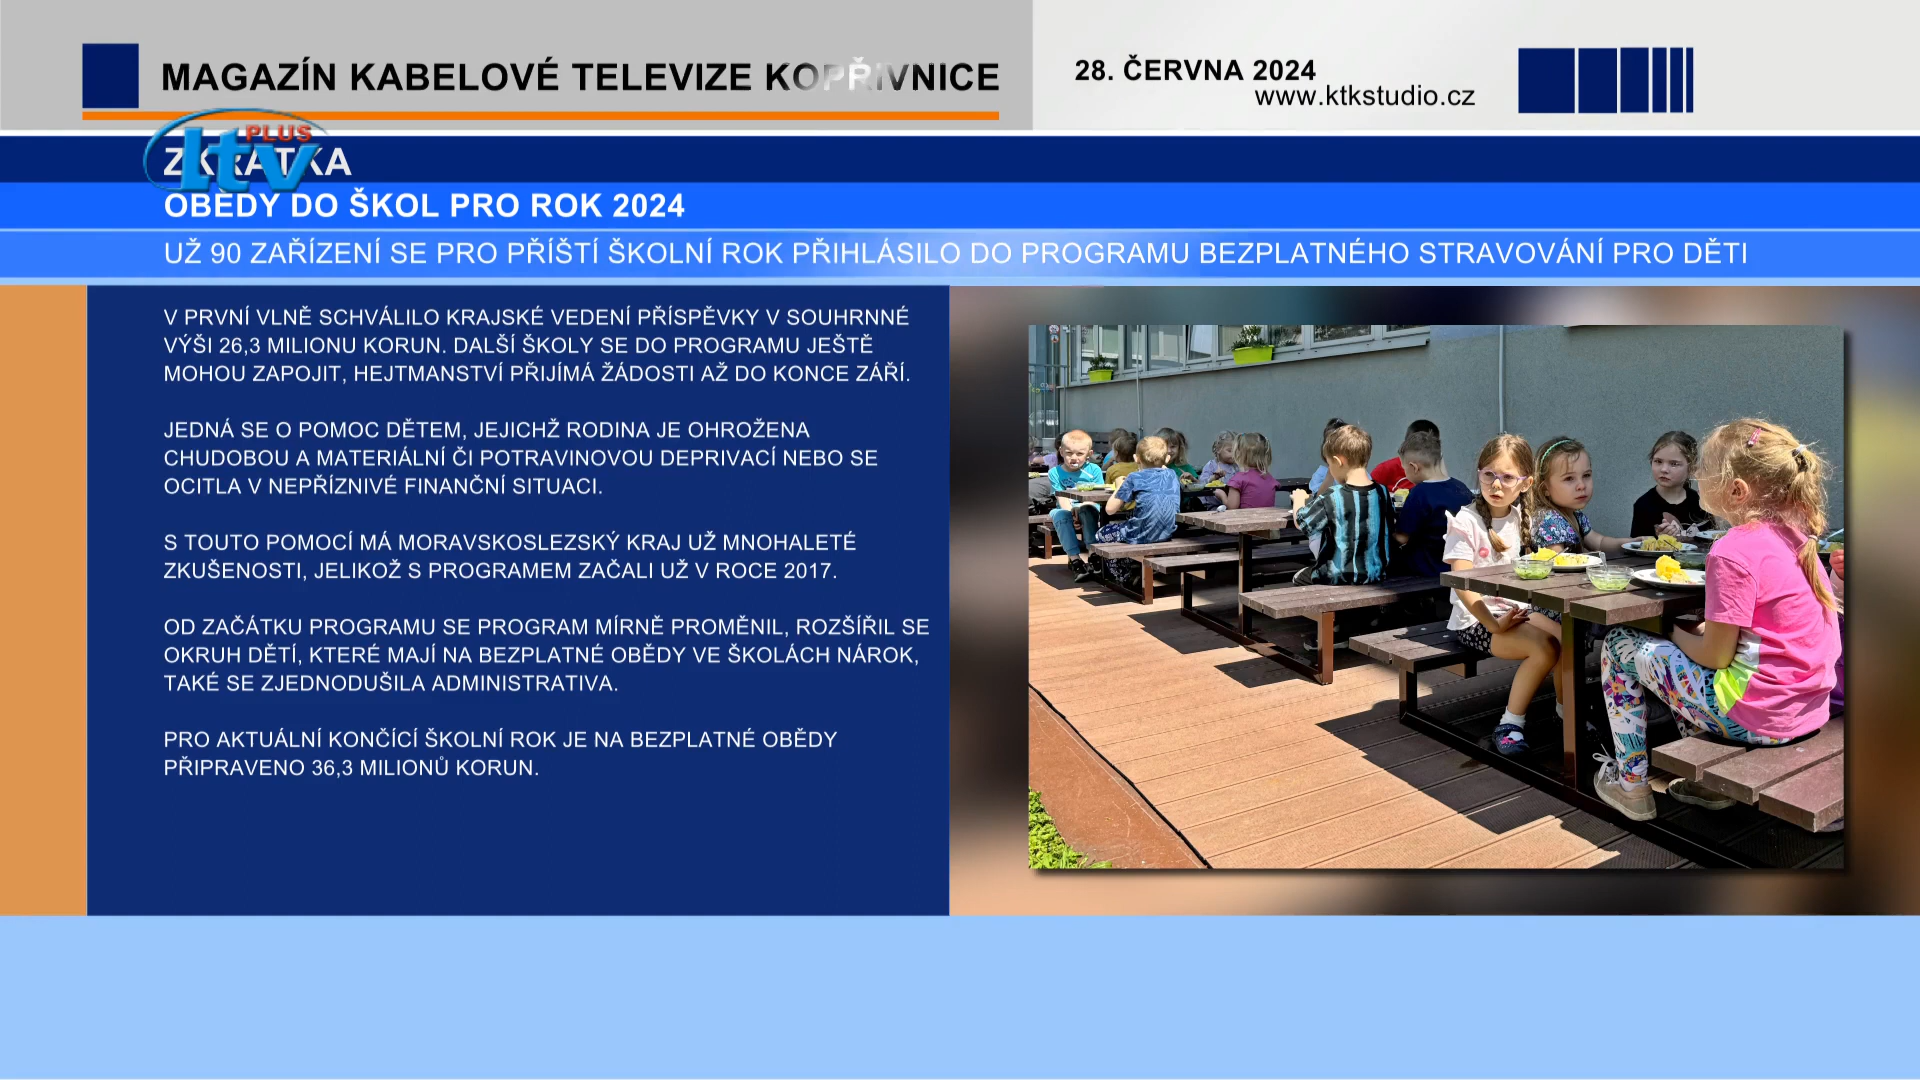 MAGAZÍN KABELOVÉ TELEVIZE KOPŘIVNICE
28. ČERVNA 2024
www.ktkstudio.cz
PLUS
1tv
ZKRÁTKA
OBĚDY DO ŠKOL PRO ROK 2024
UŽ 90 ZAŘÍZENÍ SE PRO PŘÍŠTÍ ŠKOLNÍ ROK PŘIHLÁSILO DO PROGRAMU BEZPLATNÉHO STRAVOVÁNÍ PRO DĚTI
V PRVNÍ VLNĚ SCHVÁLILO KRAJSKÉ VEDENÍ PŘÍSPĚVKY V SOUHRNNÉ
VÝŠI 26,3 MILIONU KORUN. DALŠÍ ŠKOLY SE DO PROGRAMU JEŠTĚ
MOHOU ZAPOJIT, HEJTMANSTVÍ PŘIJÍMÁ ŽÁDOSTI AŽ DO KONCE ZÁŘÍ.
JEDNÁ SE O POMOC DĚTEM, JEJICHŽ RODINA JE OHROŽENA
CHUDOBOU A MATERIÁLNÍ ČI POTRAVINOVOU DEPRIVACÍ NEBO SE
OCITLA V NEPŘÍZNIVÉ FINANČNÍ SITUACI.
S TOUTO POMOCÍ MÁ MORAVSKOSLEZSKÝ KRAJ UŽ MNOHALETÉ
ZKUŠENOSTI, JELIKOŽ S PROGRAMEM ZAČALI UŽ V ROCE 2017.
OD ZAČÁTKU PROGRAMU SE PROGRAM MÍRNĚ PROMĚNIL, ROZŠÍŘIL SE
OKRUH DĚTÍ, KTERÉ MAJÍ NA BEZPLATNÉ OBĚDY VE ŠKOLÁCH NÁROK,
TAKÉ SE ZJEDNODUŠILA ADMINISTRATIVA.
PRO AKTUÁLNÍ KONČÍCÍ ŠKOLNÍ ROK JE NA BEZPLATNÉ OBĚDY
PŘIPRAVENO 36,3 MILIONŮ KORUN.